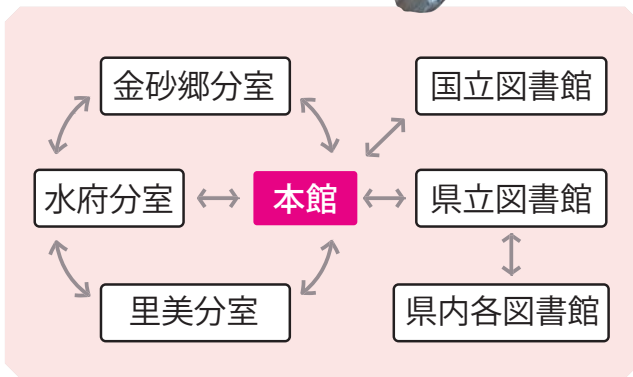 金砂郷分室
国立図書館
水府分室
本館
県立図書館
里美分室
県内各図書館